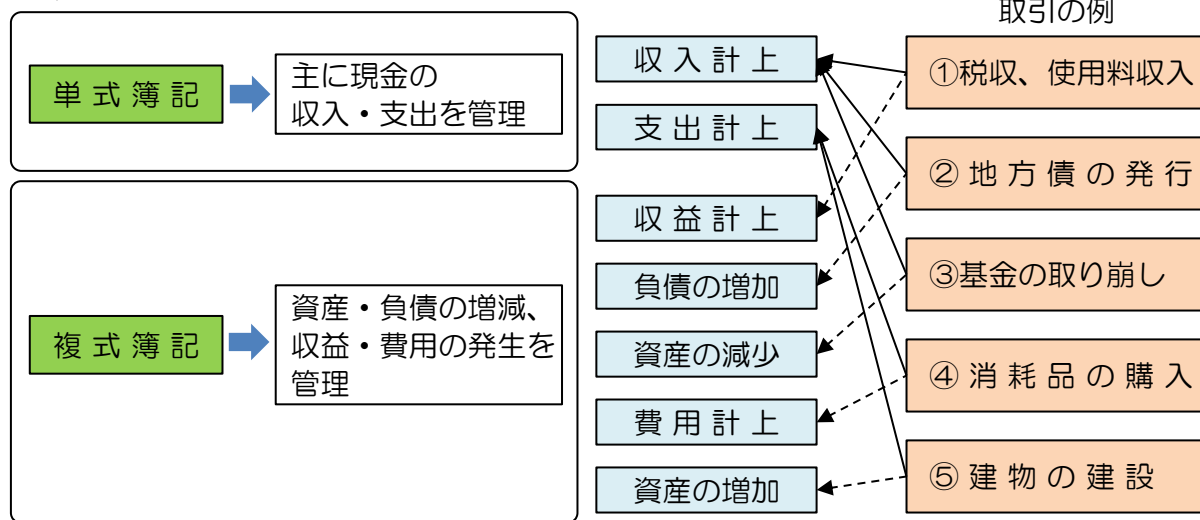 取引の例
単式簿記
主に現金の
収入・支出を管理
複式簿記
資産・負債の増減、
収益・費用の発生を
管理
収入計上
支出計上
収益計上
負債の増加
資産の減少
費用計上
資産の増加
①税収、使用料収入
②地方債の発行
③基金の取り崩し
④消耗品の購入
⑤建物の建設